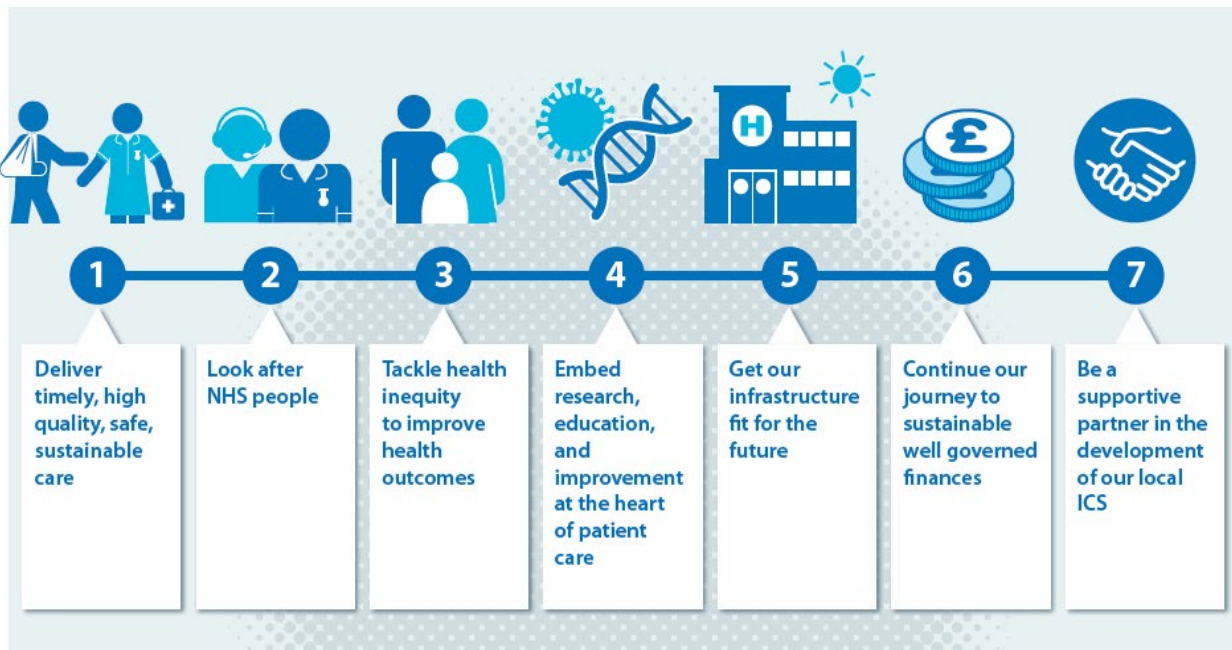 H
£
1
2
3
4
5
6
7
Deliver
timely, high
quality, safe,
sustainable
care
Look after
NHS people
Tackle health
inequity
to improve
health
outcomes
Embed
research,
education,
and
improvement
at the heart
of patient
care
Get our
infrastructure
fit for the
future
Continue our
journey to
sustainable
well governed
finances
Be a
supportive
partner in the
development
of our local
ICS